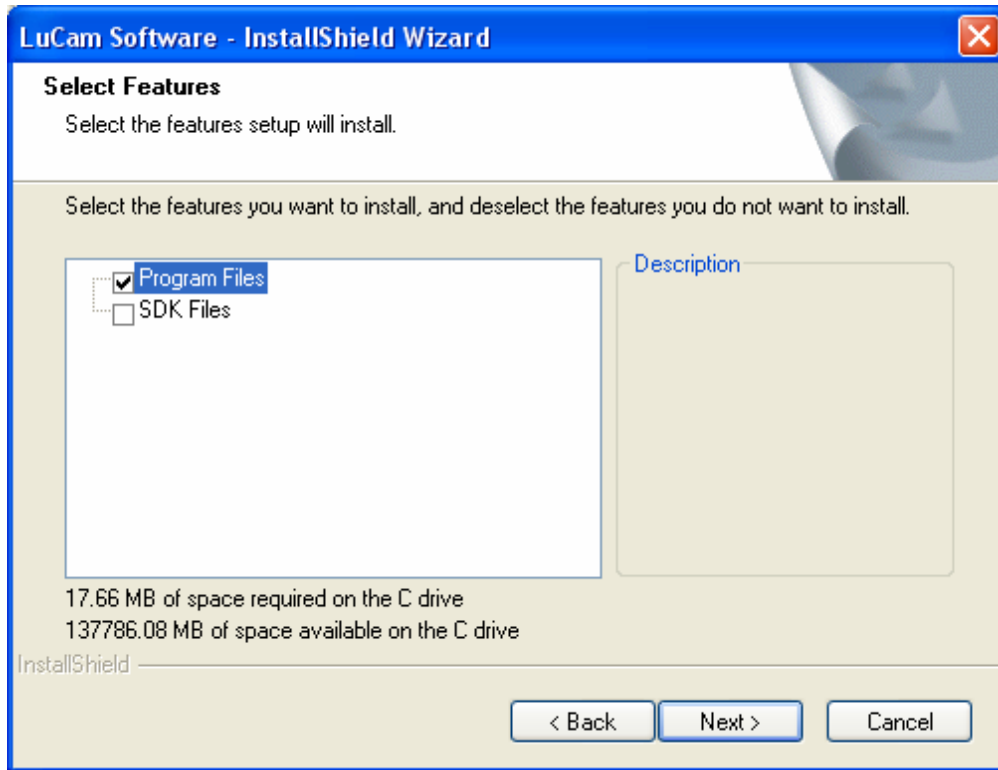 LuCam Software - InstallShield Wizard
Select Features
Select the features setup will install.
Select the features you want to install, and deselect the features you do not want to install.
Program Files
SDK Files
Description
17.66 MB of space required on the C drive
137786.08 MB of space available on the C drive
InstallShield
< Back
Next >
Cancel